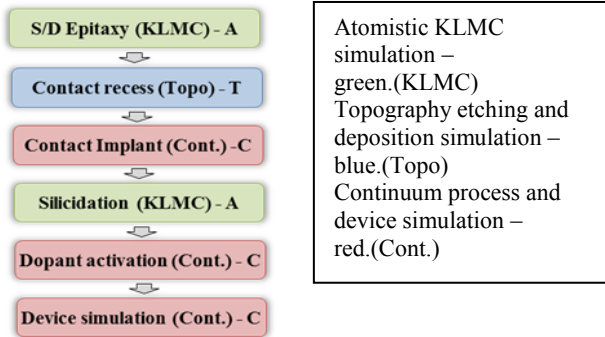 S/D Epitaxy (KLMC) - A
Contact recess (Topo) - T
Contact Implant (Cont.) -C
Silicidation (KLMC) - A
Dopant activation (Cont.) - C
Device simulation (Cont.) - C
Atomistic KLMC
simulation –
green.(KLMC)
Topography etching and
deposition simulation –
blue.(Topo)
Continuum process and
device simulation –
red.(Cont.)